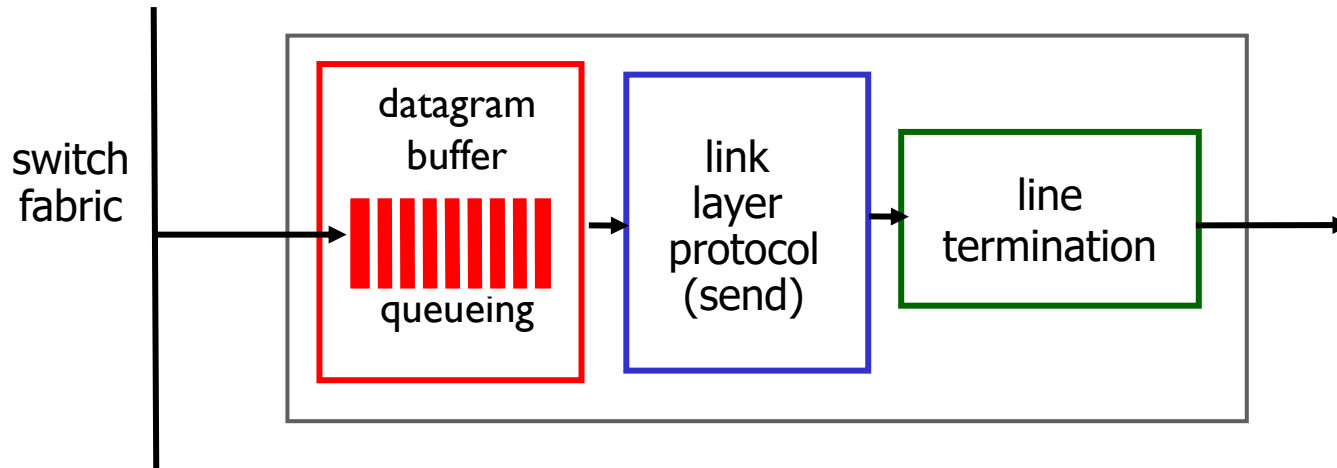 switch
fabric
datagram
buffer
queueing
link
layer
protocol
(send)
line
termination